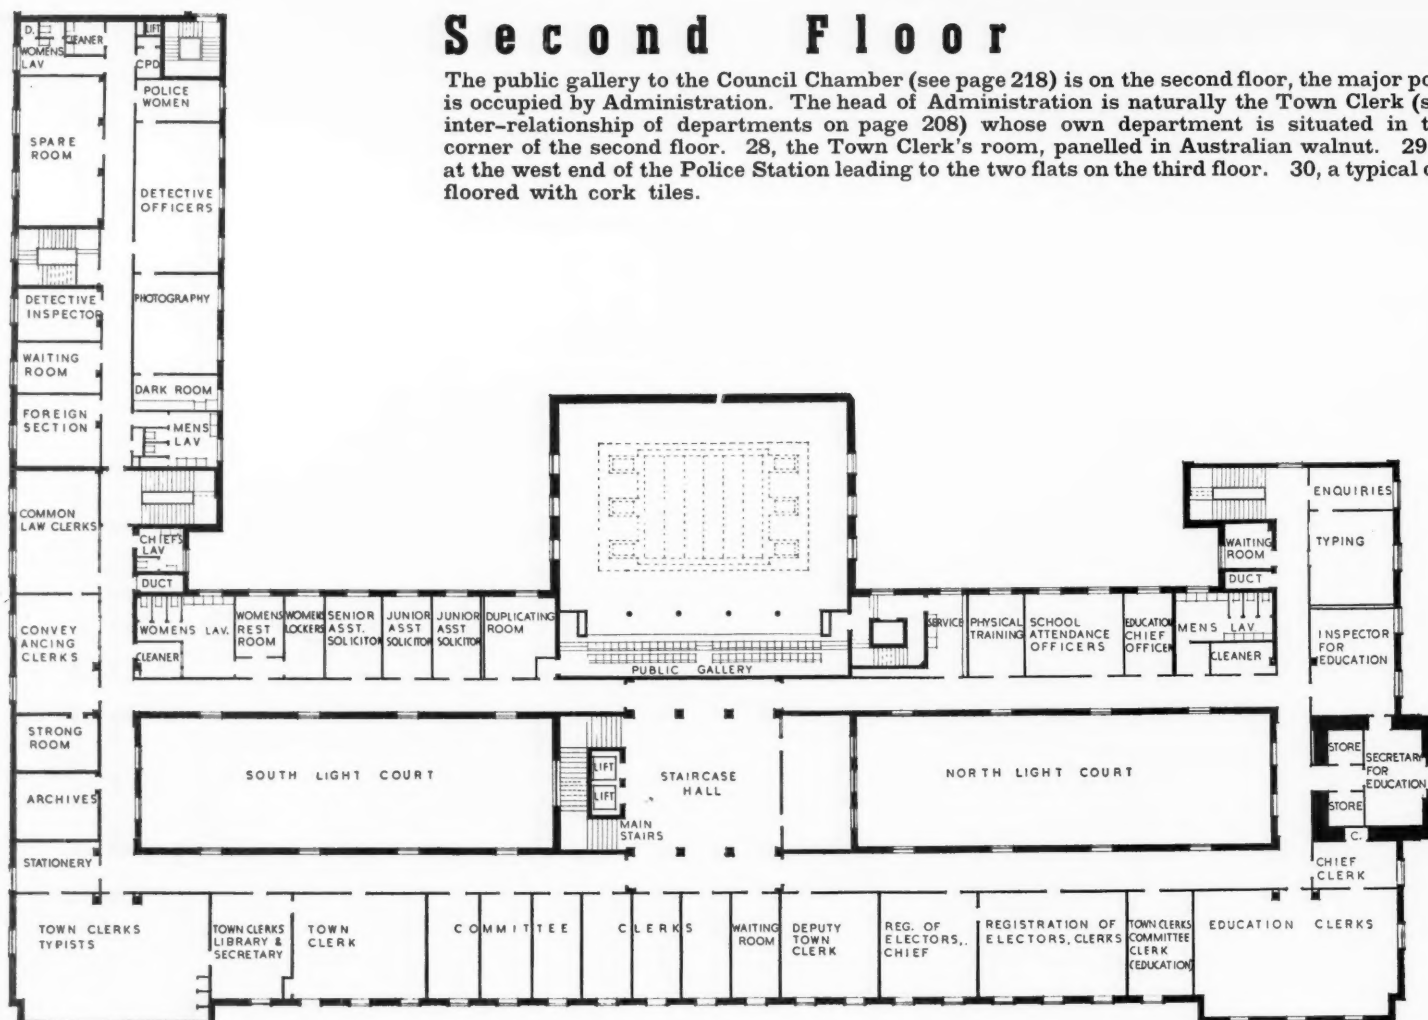 Second Floor
The public gallery to the Council Chamber (see page 218) is on the second floor, the major po
is occupied by Administration. The head of Administration is naturally the Town Clerk (s
inter-relationship of departments on page 208) whose own department is situated in t
corner of the second floor. 28, the Town Clerk's room, panelled in Australian walnut. 29
at the west end of the Police Station leading to the two flats on the third floor. 30, a typical
floored with cork tiles.
D.
WOMENS
LAV
CLEANER
LIFT
CPD
POLICE
WOMEN
SPARE
ROOM
DETECTIVE
OFFICERS
DETECTIVE
INSPECTOR
PHOTOGRAPHY
WAITING
ROOM
DARK ROOM
FOREIGN
SECTION
MENS
LAV
COMMON
LAW CLERKS
CHIEFS
LAV
DUCT
ENQUIRIES
WAITING
ROOM
TYPING
DUCT
CONVEY
ANCING
CLERKS
WOMENS LAV.
CLEANER
WOMENS
REST
ROOM
WOMENS
LOCKERS
SENIOR
ASST.
SOLICITOR
JUNIOR
ASST
SOLICITOR
JUNIOR
ASST
SOLICITOR
DUPLICATING
ROOM
PUBLIC GALLERY
SERVICE
PHYSICAL
TRAINING
SCHOOL
ATTENDANCE
OFFICERS
EDUCATION
CHIEF
OFFICER
MENS LAV
CLEANER
INSPECTOR
FOR
EDUCATION
STRONG
ROOM
ARCHIVES
STATIONERY
SOUTH LIGHT COURT
LIFT
LIFT
MAIN
STAIRS
STAIRCASE
HALL
NORTH LIGHT COURT
STORE
STORE
SECRETARY
FOR
EDUCATION
C.
CHIEF
CLERK
TOWN CLERKS
TYPISTS
TOWN CLERKS
LIBRARY &
SECRETARY
TOWN
CLERK
COMMITTEE CLERKS
WAITING
ROOM
DEPUTY
TOWN
CLERK
REG. OF
ELECTORS,.
CHIEF
REGISTRATION OF
ELECTORS, CLERKS
TOWN CLERKS
COMMITTEE
CLERK
(EDUCATION)
EDUCATION CLERKS